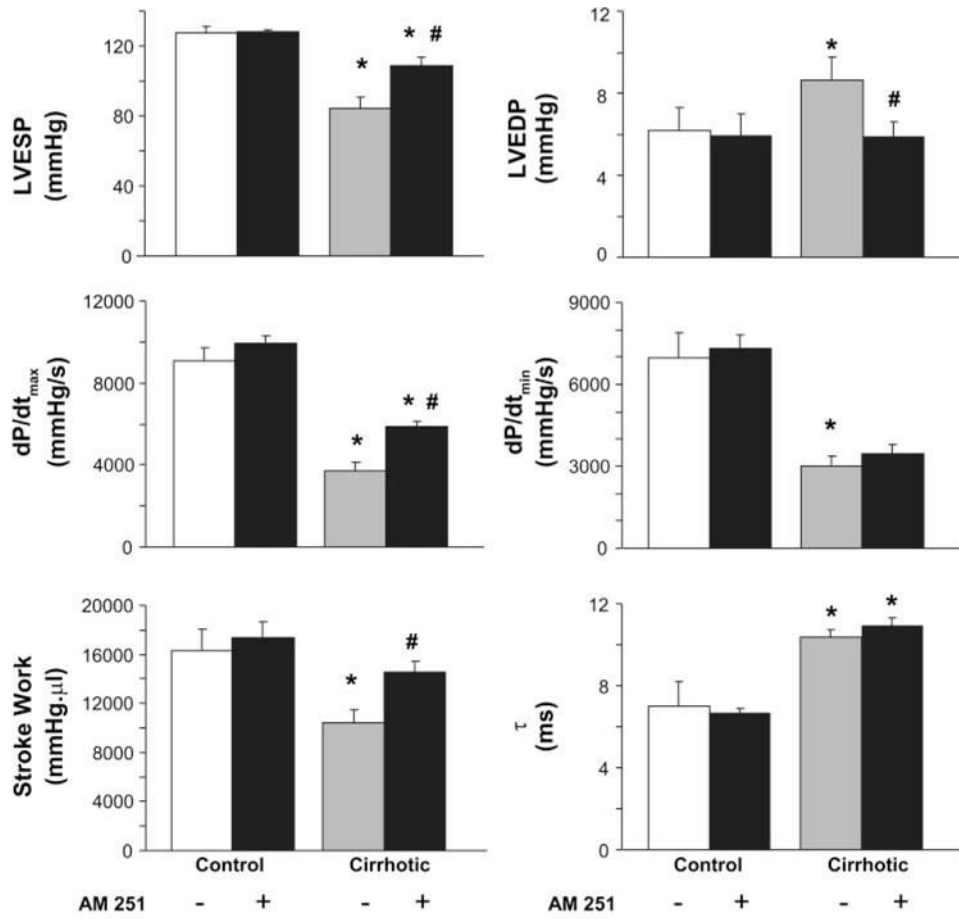 LVESP
(mmHg)
120
80
40
0
*
* #
LVEDP
(mmHg)
12
8
6
4
0
*
#
dP/dtmax
(mmHg/s)
12000
8000
4000
0
*
* #
dP/dtmin
(mmHg/s)
9000
6000
3000
0
*
Stroke Work
(mmHg.µl)
20000
16000
12000
8000
4000
0
*
#
Control Cirrhotic
AM 251 - + - +
τ
(ms)
12
8
4
0
*
*
Control Cirrhotic
AM 251 - + - +